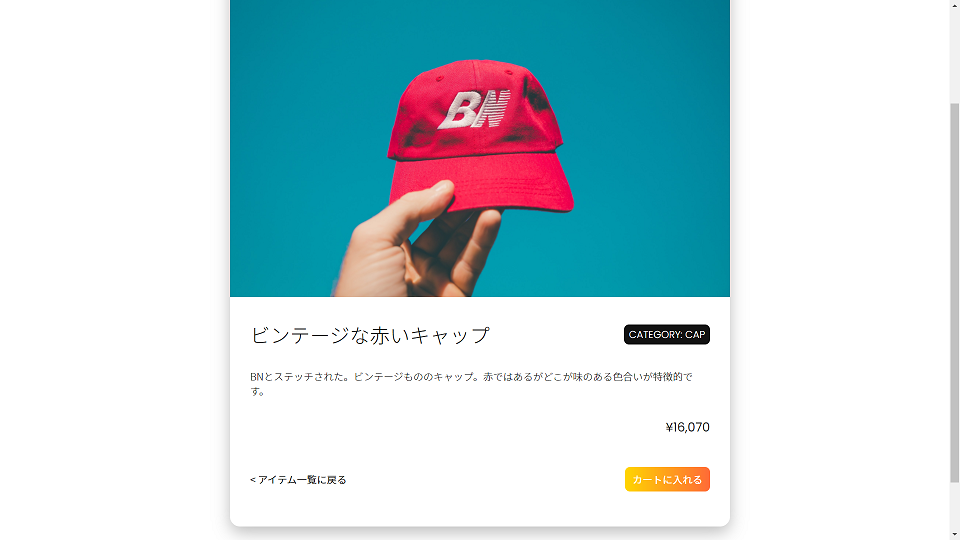 BN
ビンテージな赤いキャップ
CATEGORY: CAP
BNとステッチされた。ビンテージもののキャップ。赤ではあるがどこが味のある色合いが特徴的で
す。
¥16,070
< アイテム一覧に戻る
カートに入れる